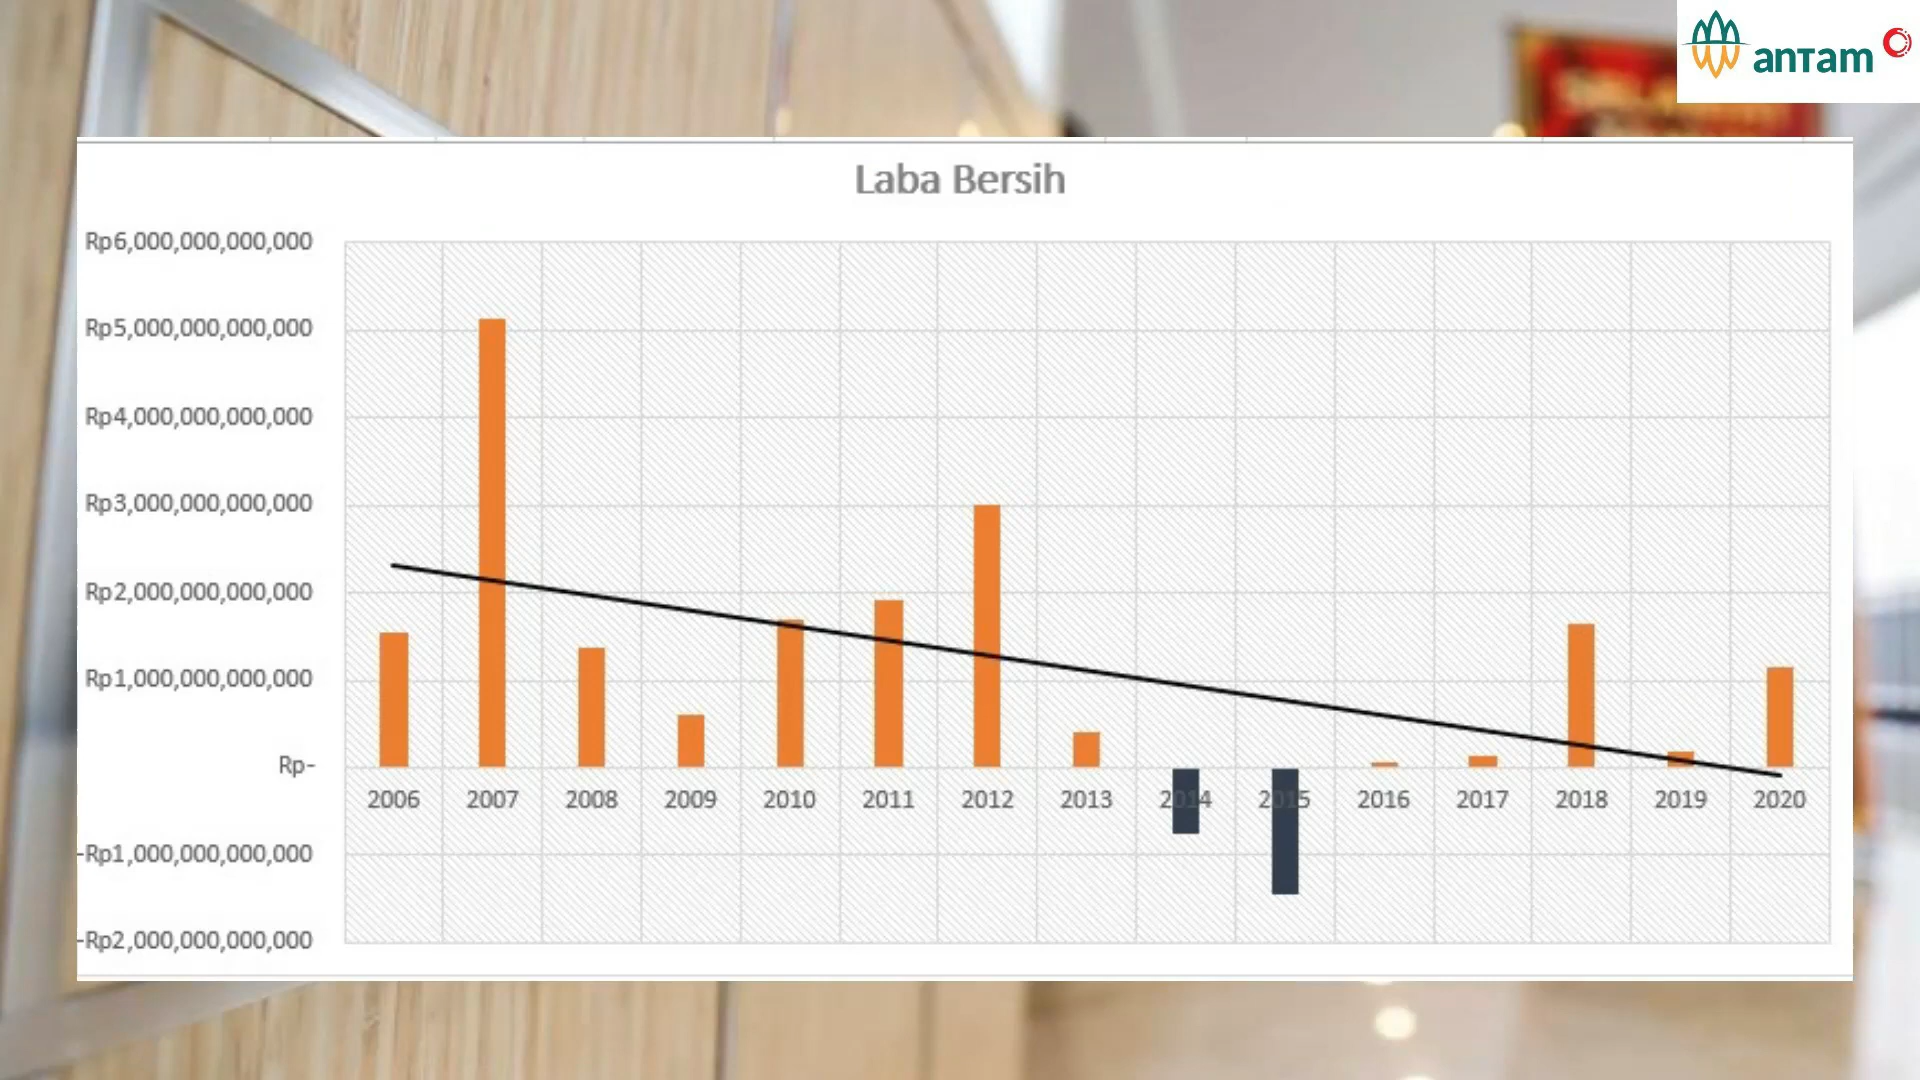 anTam
Laba Bersih
Rp6,000,000,000,000
Rp5,000,000,000,000
Rp4,000,000,000,000
Rp3,000,000,000,000
Rp2,000,000,000,000
Rp1,000,000,000,000
Rp-
2006 2007 2008 2009 2010 2011 2012 2013 2014 2015 2016 2017 2018 2019 2020
-Rp1,000,000,000,000
-Rp2,000,000,000,000